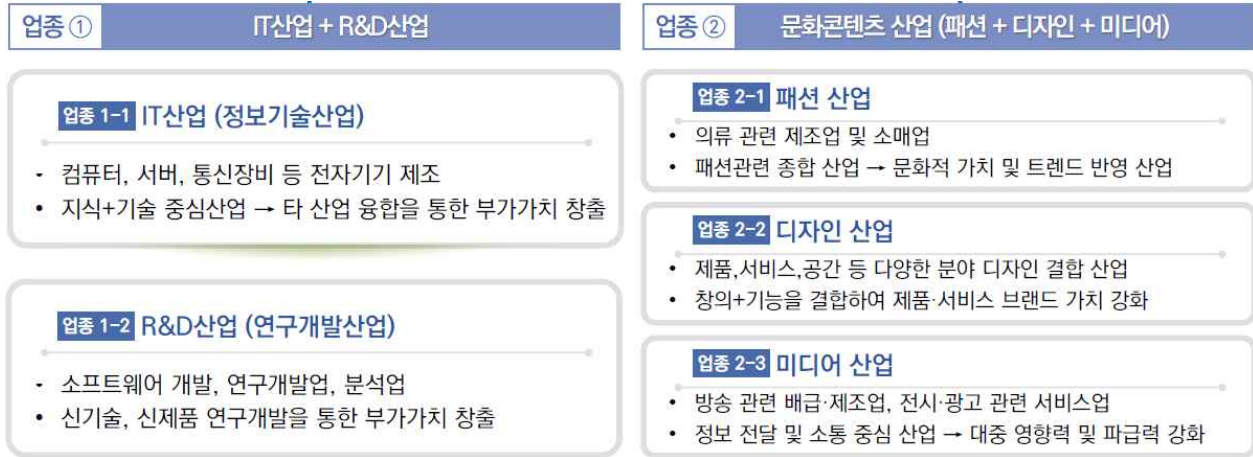 업종 ① IT산업 + R&D산업
업종 1-1 IT산업 (정보기술산업)
- 컴퓨터, 서버, 통신장비 등 전자기기 제조
• 지식+기술 중심산업 → 타 산업 융합을 통한 부가가치 창출
업종 1-2 R&D산업 (연구개발산업)
- 소프트웨어 개발, 연구개발업, 분석업
• 신기술, 신제품 연구개발을 통한 부가가치 창출
업종 ② 문화콘텐츠 산업 (패션 + 디자인 + 미디어)
업종 2-1 패션 산업
• 의류 관련 제조업 및 소매업
• 패션관련 종합 산업 → 문화적 가치 및 트렌드 반영 산업
업종 2-2 디자인 산업
• 제품,서비스,공간 등 다양한 분야 디자인 결합 산업
• 창의+기능을 결합하여 제품·서비스 브랜드 가치 강화
업종 2-3 미디어 산업
• 방송 관련 배급·제조업, 전시·광고 관련 서비스업
• 정보 전달 및 소통 중심 산업 → 대중 영향력 및 파급력 강화